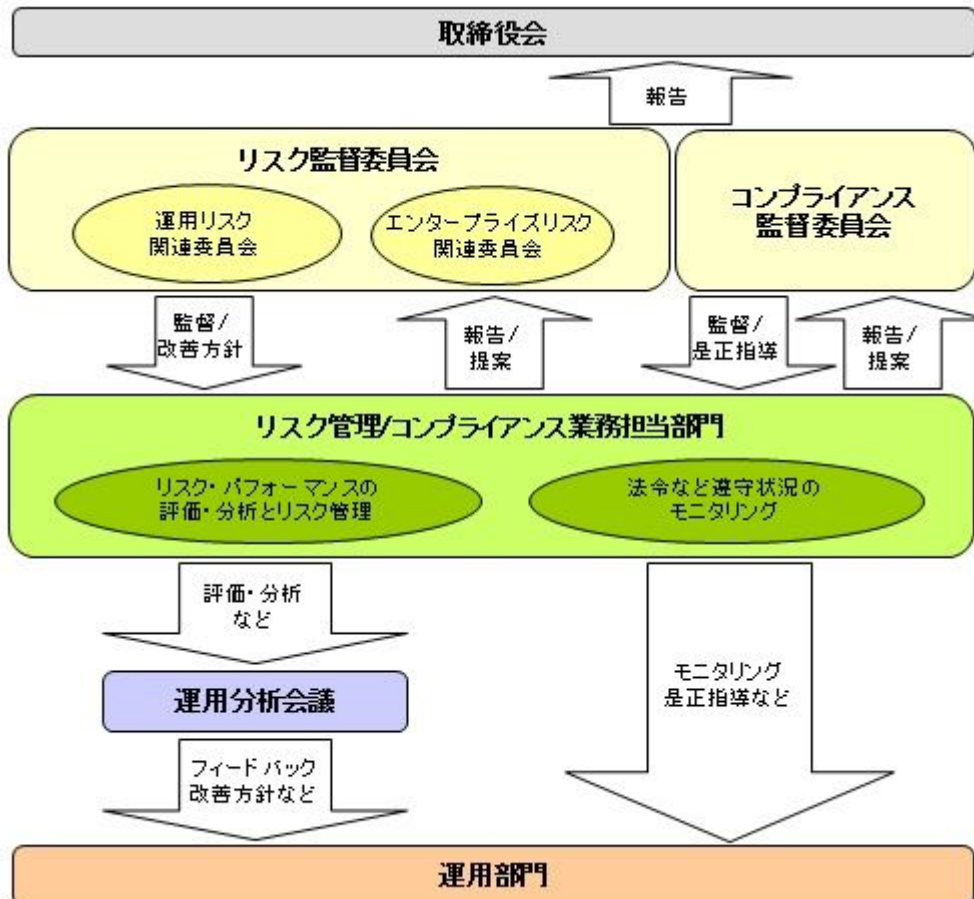 取締役会
報告
リスク監督委員会
運用リスク
関連委員会
エンタープライズリスク
関連委員会
コンプライアンス
監督委員会
監督/
改善方針
報告/
提案
監督/
是正指導
報告/
提案
リスク管理/コンプライアンス業務担当部門
リスク・パフォーマンスの
評価・分析とリスク管理
法令など遵守状況の
モニタリング
評価・分析
など
運用分析会議
フィードバック
改善方針など
モニタリング
是正指導など
運用部門